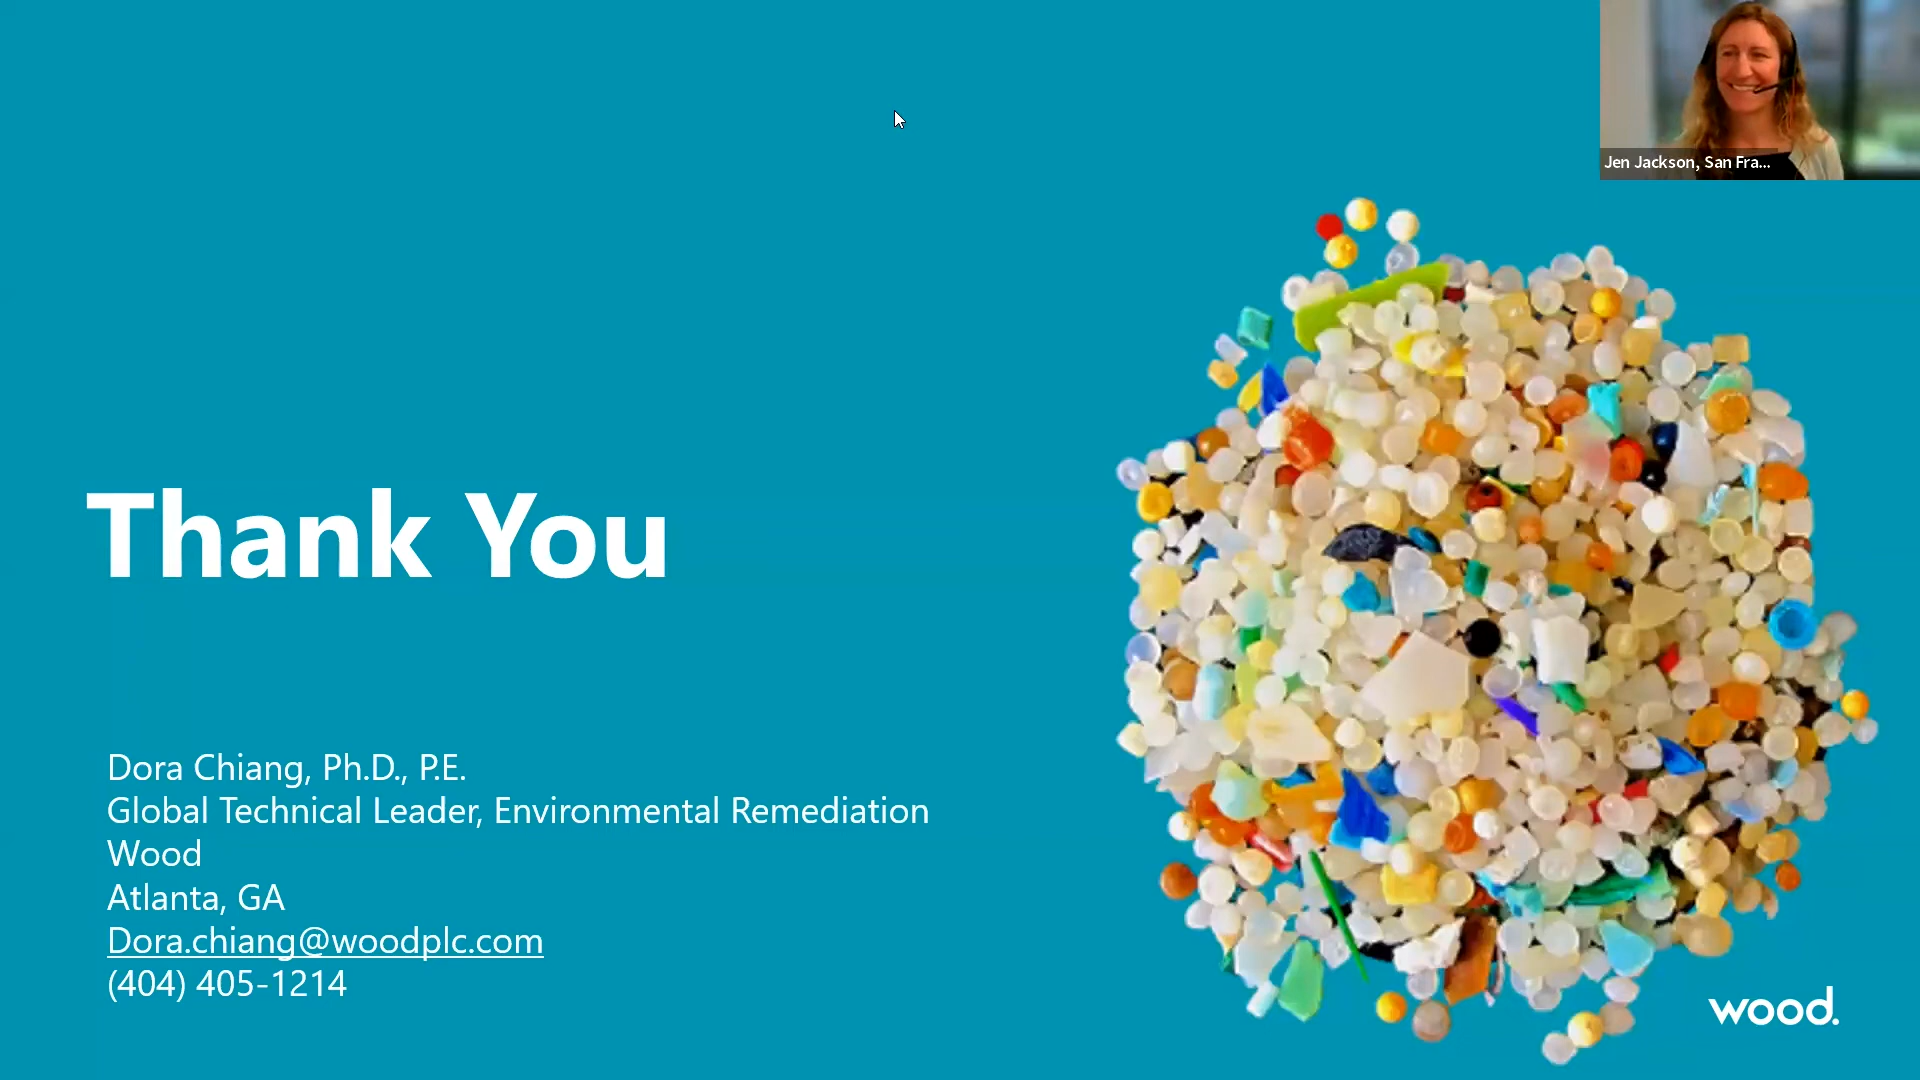 Jen Jackson, San Fra...
Thank You
Dora Chiang, Ph.D., P.E.
Global Technical Leader, Environmental Remediation
Wood
Atlanta, GA
Dora.chiang@woodplc.com
(404) 405-1214
wood.